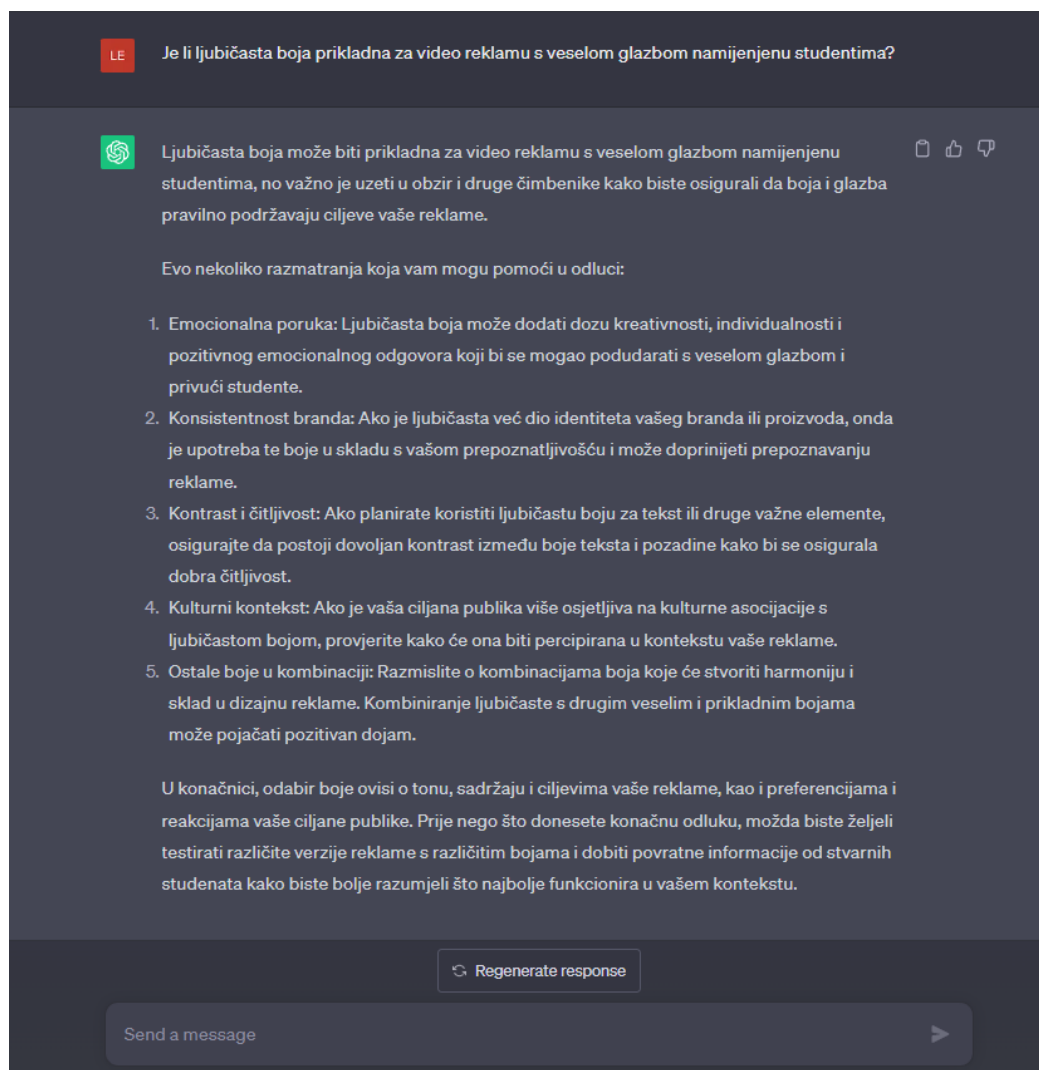 LE
Je li ljubičasta boja prikladna za video reklamu s veselom glazbom namijenjenu studentima?
Ljubičasta boja može biti prikladna za video reklamu s veselom glazbom namijenjenu
studentima, no važno je uzeti u obzir i druge čimbenike kako biste osigurali da boja i glazba
pravilno podržavaju ciljeve vaše reklame.
Evo nekoliko razmatranja koja vam mogu pomoći u odluci:
1. Emocionalna poruka: Ljubičasta boja može dodati dozu kreativnosti, individualnosti i
pozitivnog emocionalnog odgovora koji bi se mogao podudarati s veselom glazbom i
privući studente.
2. Konsistentnost branda: Ako je ljubičasta već dio identiteta vašeg branda ili proizvoda, onda
je upotreba te boje u skladu s vašom prepoznatljivošću i može doprinijeti prepoznavanju
reklame.
3. Kontrast i čitljivost: Ako planirate koristiti ljubičastu boju za tekst ili druge važne elemente,
osigurajte da postoji dovoljan kontrast između boje teksta i pozadine kako bi se osigurala
dobra čitljivost.
4. Kulturni kontekst: Ako je vaša ciljana publika više osjetljiva na kulturne asocijacije s
ljubičastom bojom, provjerite kako će ona biti percipirana u kontekstu vaše reklame.
5. Ostale boje u kombinaciji: Razmislite o kombinacijama boja koje će stvoriti harmoniju i
sklad u dizajnu reklame. Kombiniranje ljubičaste s drugim veselim i prikladnim bojama
može pojačati pozitivan dojam.
U konačnici, odabir boje ovisi o tonu, sadržaju i ciljevima vaše reklame, kao i preferencijama i
reakcijama vaše ciljane publike. Prije nego što donesete konačnu odluku, možda biste željeli
testirati različite verzije reklame s različitim bojama i dobiti povratne informacije od stvarnih
studenata kako biste bolje razumjeli što najbolje funkcionira u vašem kontekstu.
Regenerate response
Send a message